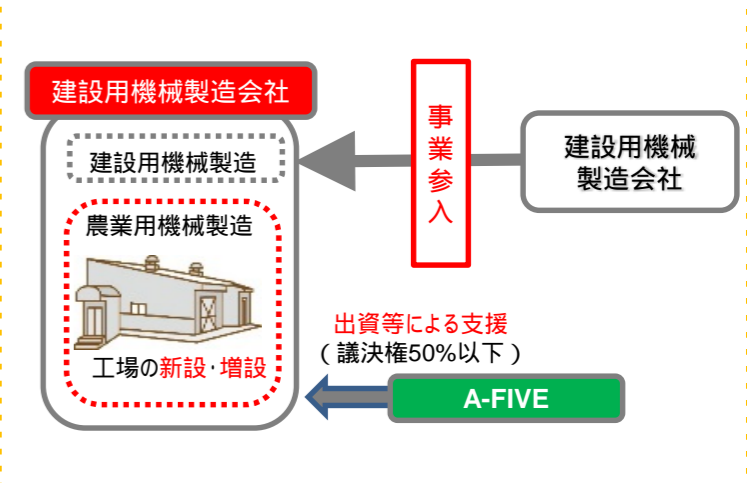 建設用機械製造会社
建設用機械製造
農業用機械製造
工場の新設･増設
事業参入
建設用機械
製造会社
出資等による支援
（議決権50%以下）
A-FIVE